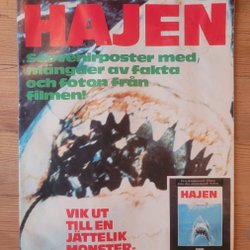 HAJEN
Souvenirposter med
mängder av fakta
och foton från
filmen!
VIK UT
TILL EN
JÄTTELIK
MONSTER-
HAJEN